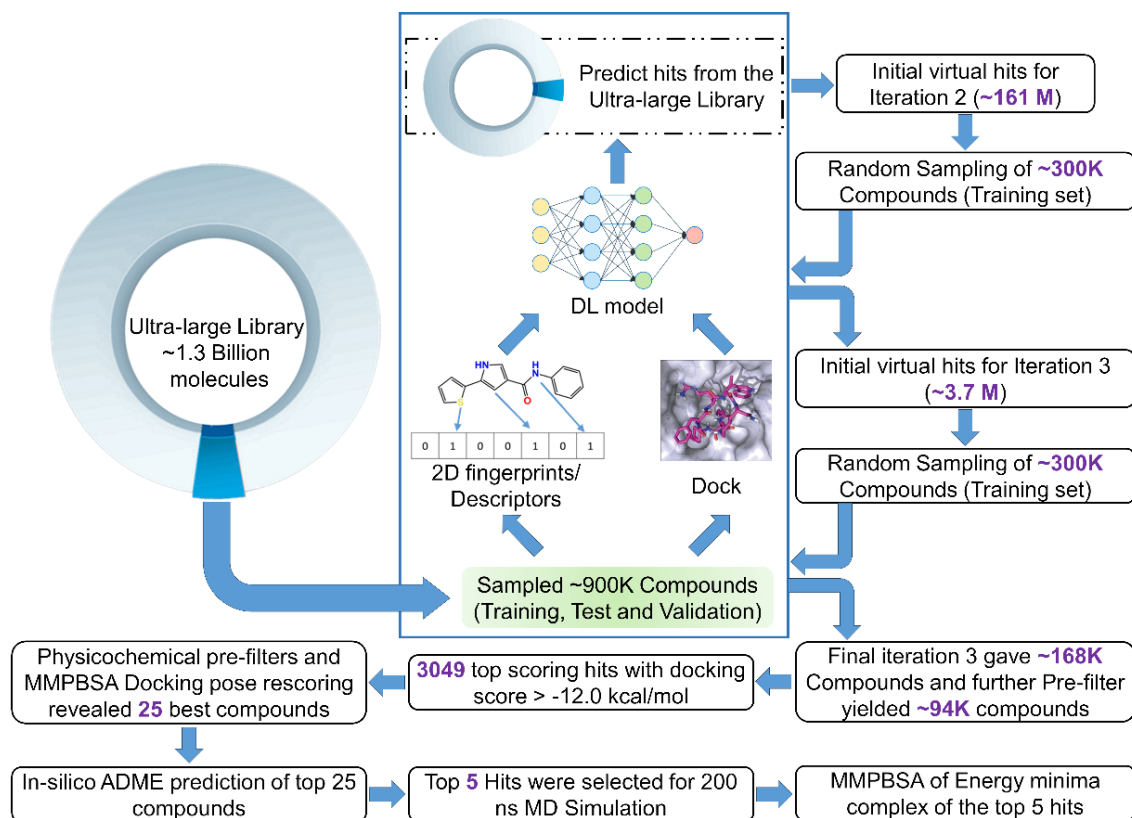 Predict hits from the
Ultra-large Library
Initial virtual hits for
Iteration 2 (~161 M)
Random Sampling of ~300K
Compounds (Training set)
Ultra-large Library
~1.3 Billion
molecules
DL model
HN
H
N
S
O
0 1 0 0 1 0 1
2D fingerprints/
Descriptors
Dock
Initial virtual hits for Iteration 3
(~3.7 M)
Random Sampling of ~300K
Compounds (Training set)
Sampled ~900K Compounds
(Training, Test and Validation)
Final iteration 3 gave ~168K
Compounds and further Pre-filter
yielded ~94K compounds
3049 top scoring hits with docking
score > -12.0 kcal/mol
Physicochemical pre-filters and
MMPBSA Docking pose rescoring
revealed 25 best compounds
In-silico ADME prediction of top 25
compounds
Top 5 Hits were selected for 200
ns MD Simulation
MMPBSA of Energy minima
complex of the top 5 hits